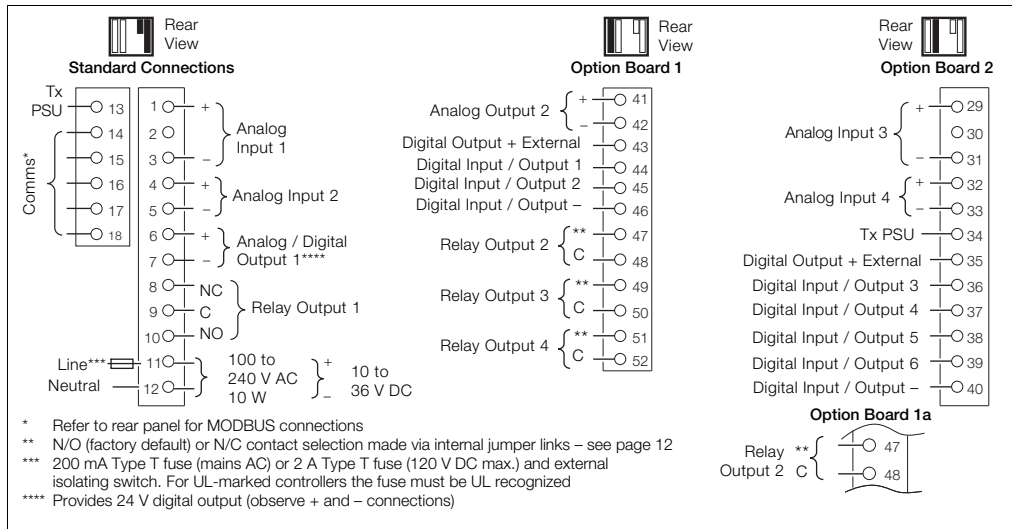 Rear
View
Standard Connections
Tx
PSU
13
14
15
16
17
18
Comms*
1 +
2
3 –
Analog
Input 1
4 +
5 –
Analog Input 2
6 +
7 –
Analog / Digital
Output 1****
8 NC
9 C
10 NO
Relay Output 1
Line*** 11
Neutral 12
100 to
240 V AC
10 W
+
–
10 to
36 V DC
Rear
View
Option Board 1
Analog Output 2 + 41
– 42
Digital Output + External 43
Digital Input / Output 1 44
Digital Input / Output 2 45
Digital Input / Output – 46
Relay Output 2 ** 47
C 48
Relay Output 3 ** 49
C 50
Relay Output 4 ** 51
C 52
Rear
View
Option Board 2
Analog Input 3 + 29
30
– 31
Analog Input 4 + 32
– 33
Tx PSU 34
Digital Output + External 35
Digital Input / Output 3 36
Digital Input / Output 4 37
Digital Input / Output 5 38
Digital Input / Output 6 39
Digital Input / Output – 40
Option Board 1a
Relay ** 47
Output 2 C 48
* Refer to rear panel for MODBUS connections
** N/O (factory default) or N/C contact selection made via internal jumper links – see page 12
*** 200 mA Type T fuse (mains AC) or 2 A Type T fuse (120 V DC max.) and external
isolating switch. For UL-marked controllers the fuse must be UL recognized
**** Provides 24 V digital output (observe + and – connections)